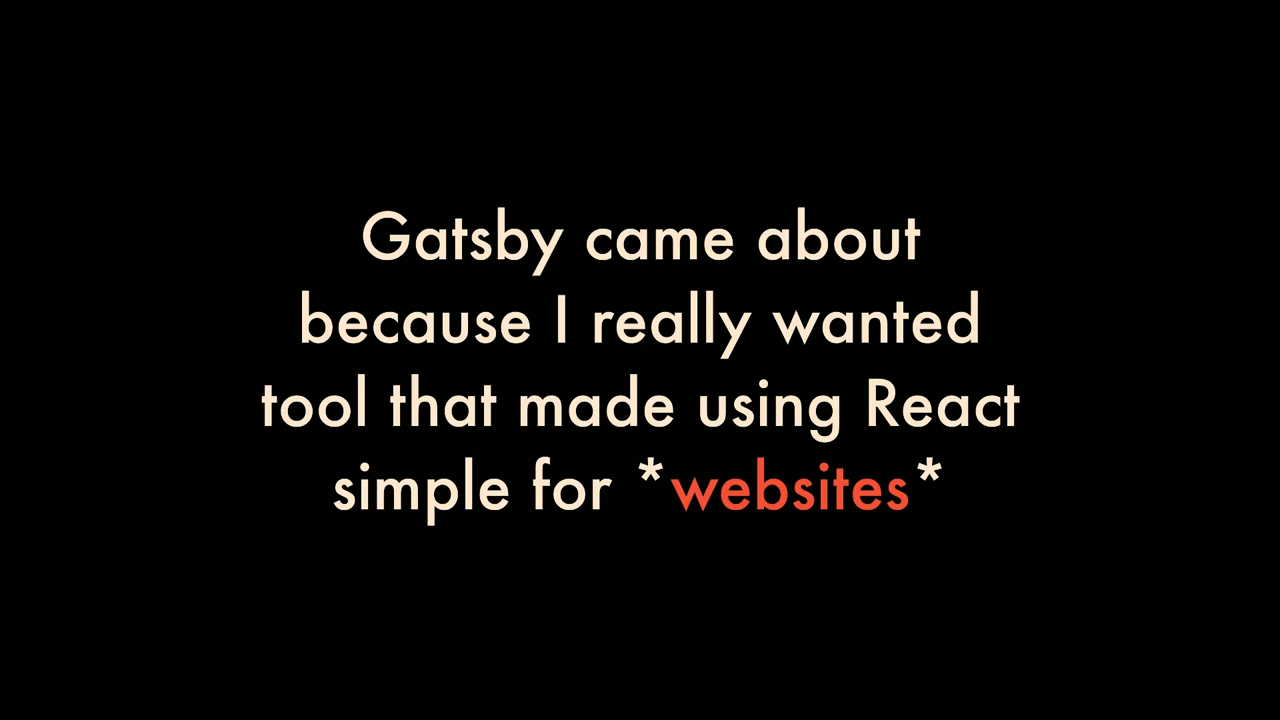 Gatsby came about
because I really wanted
tool that made using React
simple for *websites*